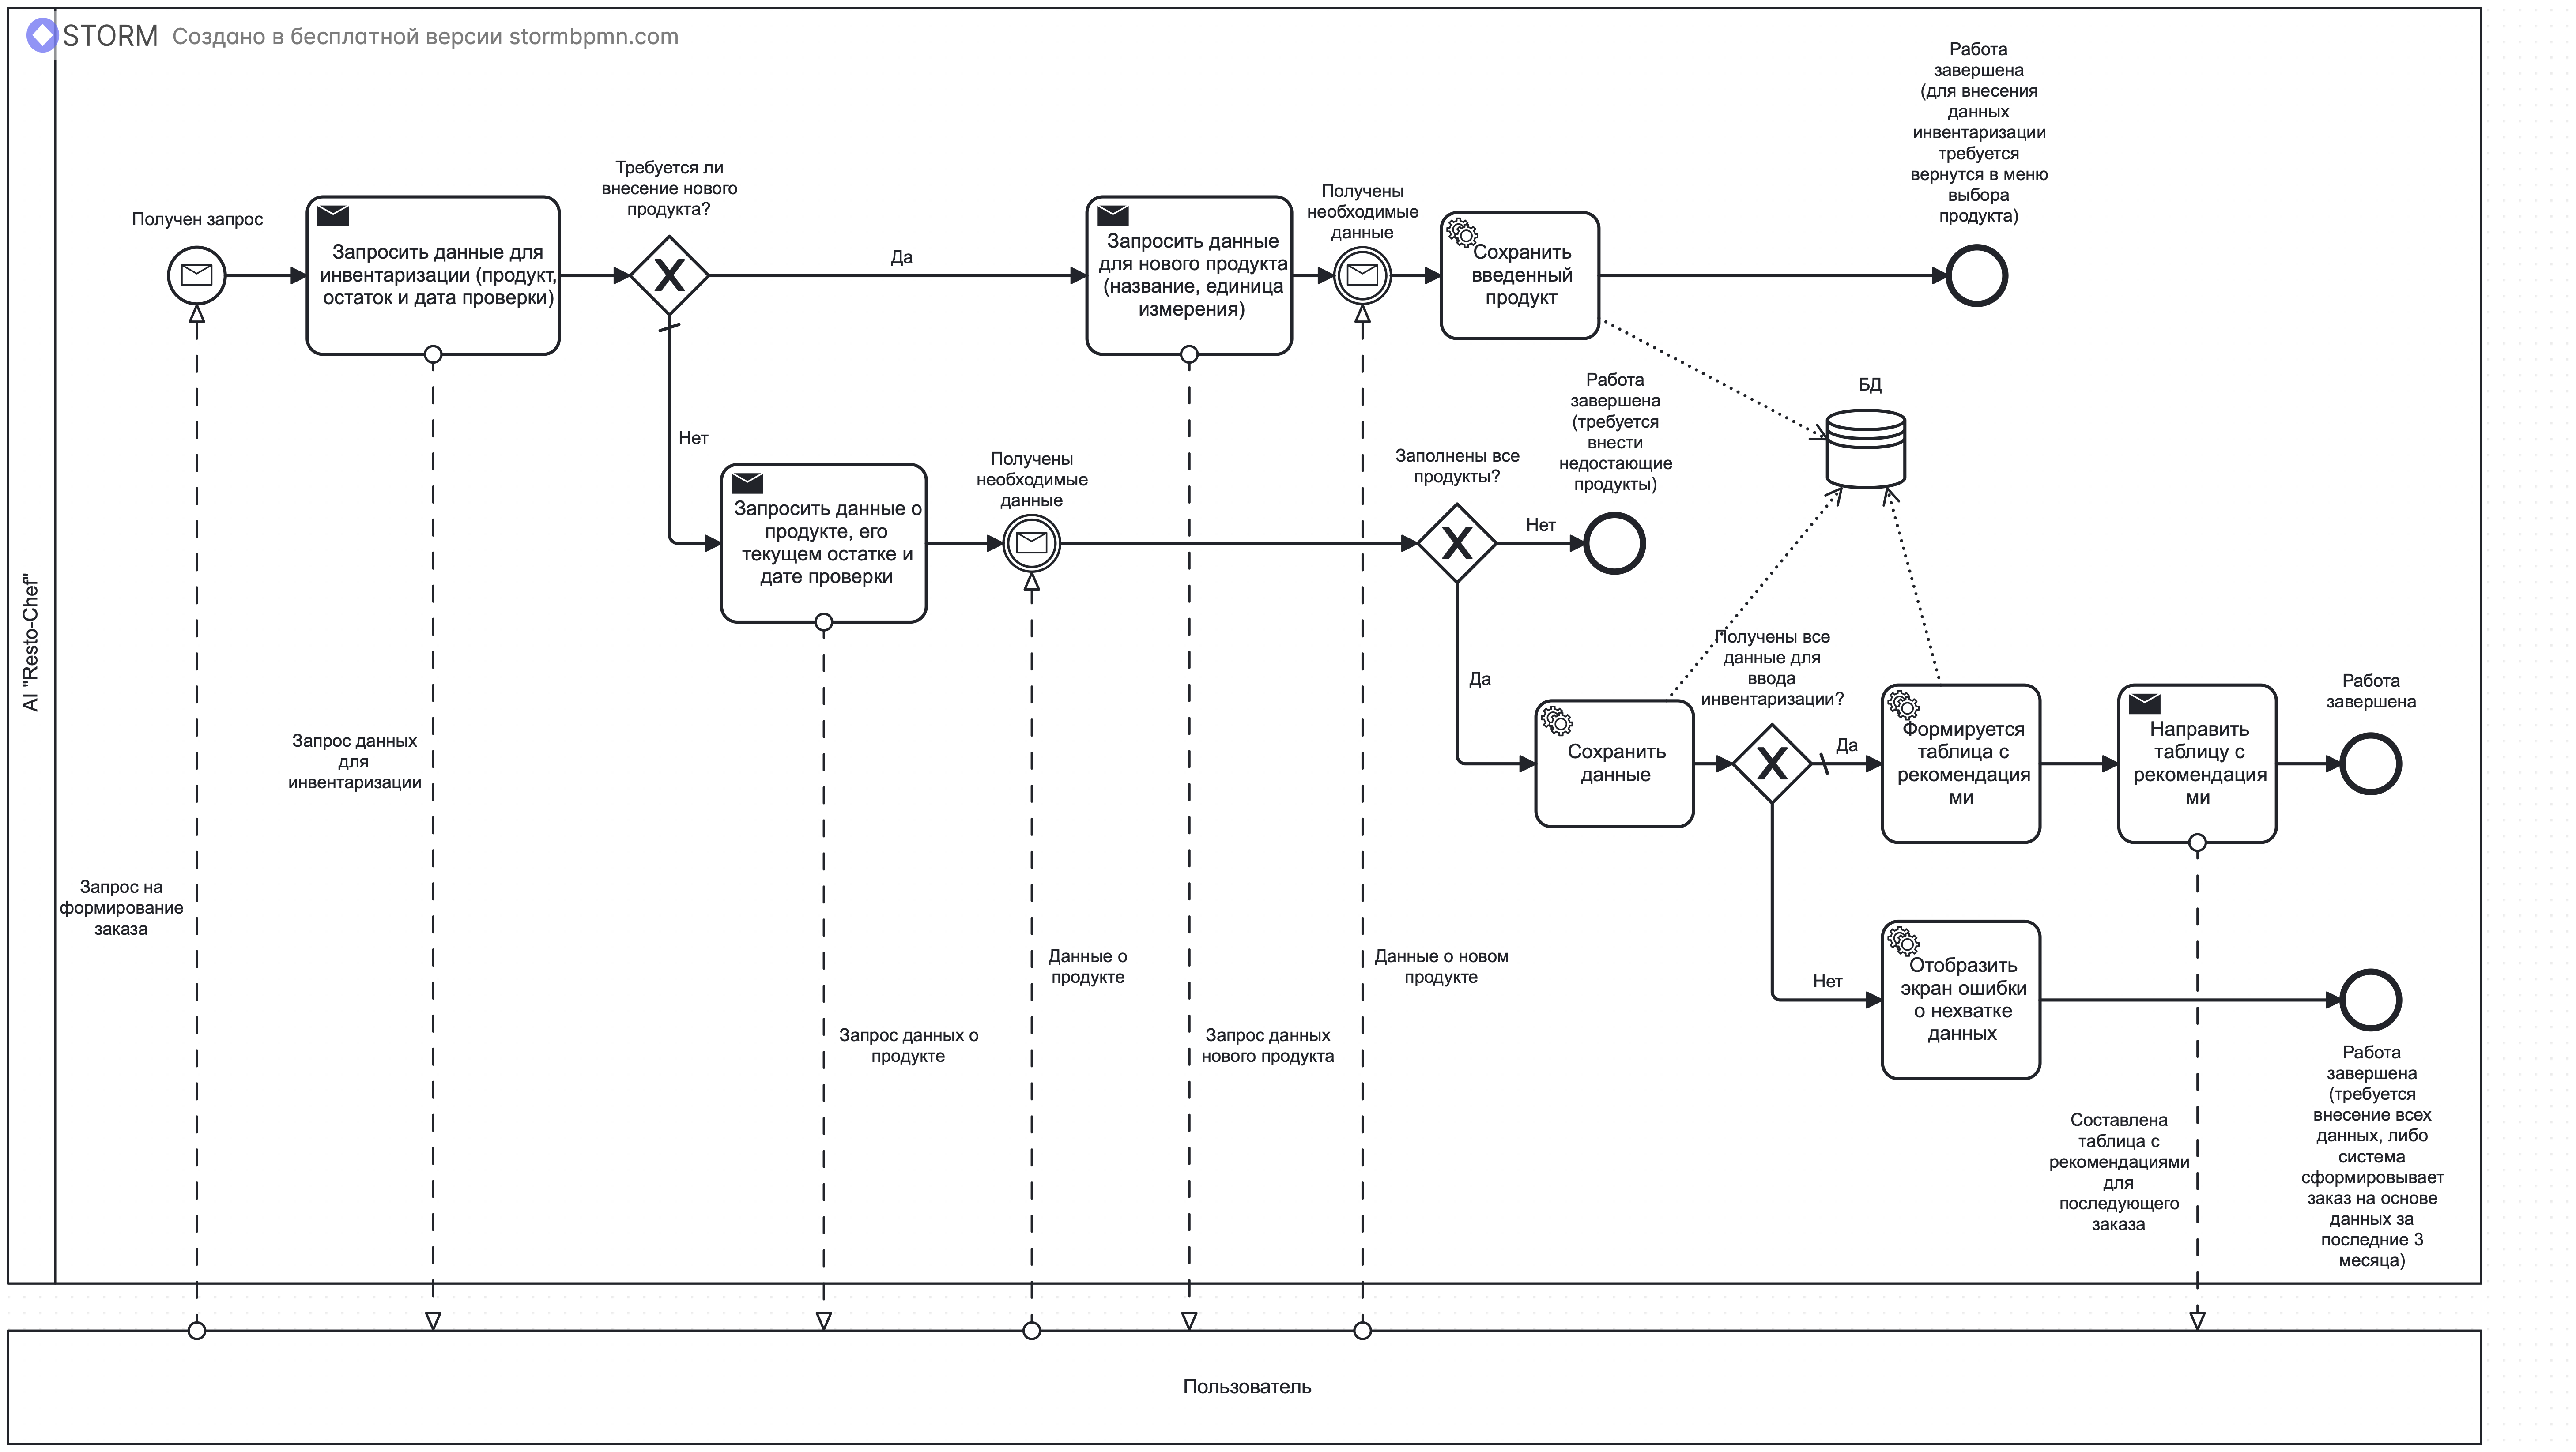 STORM Создано в бесплатной версии stormbpmn.com
AI "Resto-Chef"
Получен запрос
Запросить данные для
инвентаризации (продукт,
остаток и дата проверки)
Требуется ли
внесение нового
продукта?
Да
Запросить данные
для нового продукта
(название, единица
измерения)
Получены
необходимые
данные
Сохранить
введенный
продукт
Работа
завершена
(для внесения
данных
инвентаризации
требуется
вернутся в меню
выбора
продукта)
Нет
Запросить данные о
продукте, его
текущем остатке и
дате проверки
Получены
необходимые
данные
Заполнены все
продукты?
Нет
Работа
завершена
(требуется
внести
недостающие
продукты)
БД
Да
Сохранить
данные
Получены все
данные для
ввода
инвентаризации?
Да
Формируется
таблица с
рекомендация
ми
Направить
таблицу с
рекомендация
ми
Работа
завершена
Нет
Отобразить
экран ошибки
о нехватке
данных
Работа
завершена
(требуется
внесение всех
данных, либо
система
сформировывает
заказ на основе
данных за
последние 3
месяца)
Запрос на
формирование
заказа
Запрос данных
для
инвентаризации
Запрос данных о
продукте
Данные о
продукте
Запрос данных
нового продукта
Данные о новом
продукте
Составлена
таблица с
рекомендациями
для
последующего
заказа
Пользователь